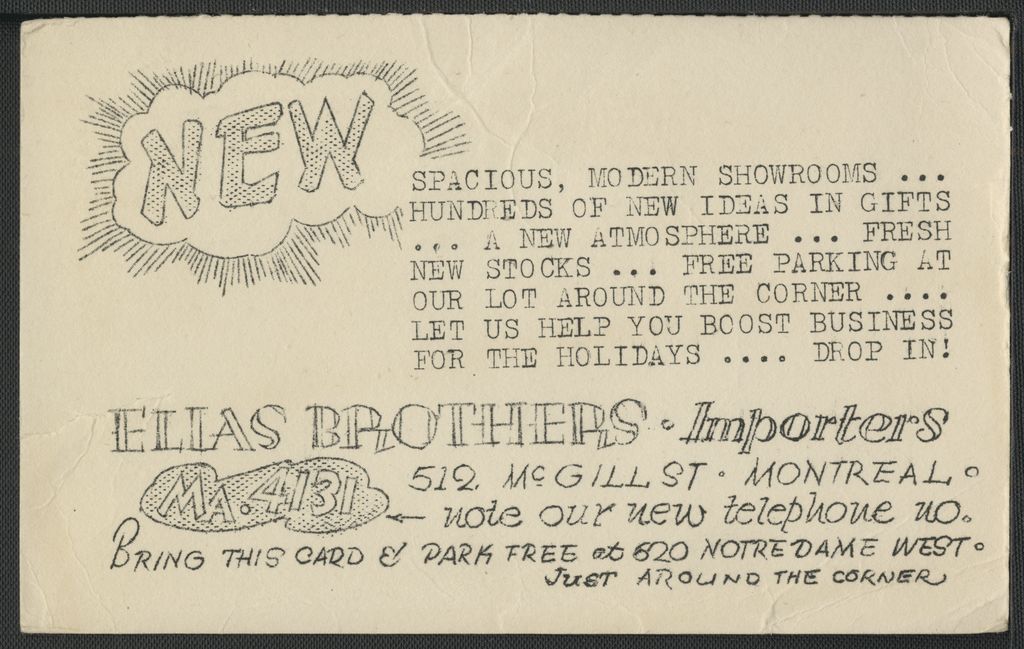 NEW
SPACIOUS, MODERN SHOWROOMS ...
HUNDREDS OF NEW IDEAS IN GIFTS
... A NEW ATMOSPHERE ... FRESH
NEW STOCKS ... FREE PARKING AT
OUR LOT AROUND THE CORNER ....
LET US HELP YOU BOOST BUSINESS
FOR THE HOLIDAYS .... DROP IN!
ELIAS BROTHERS • Importers
512 McGILL ST • MONTREAL •
MA. 4131 ← note our new telephone no.
BRING THIS CARD & PARK FREE at 620 NOTRE DAME WEST •
JUST AROUND THE CORNER